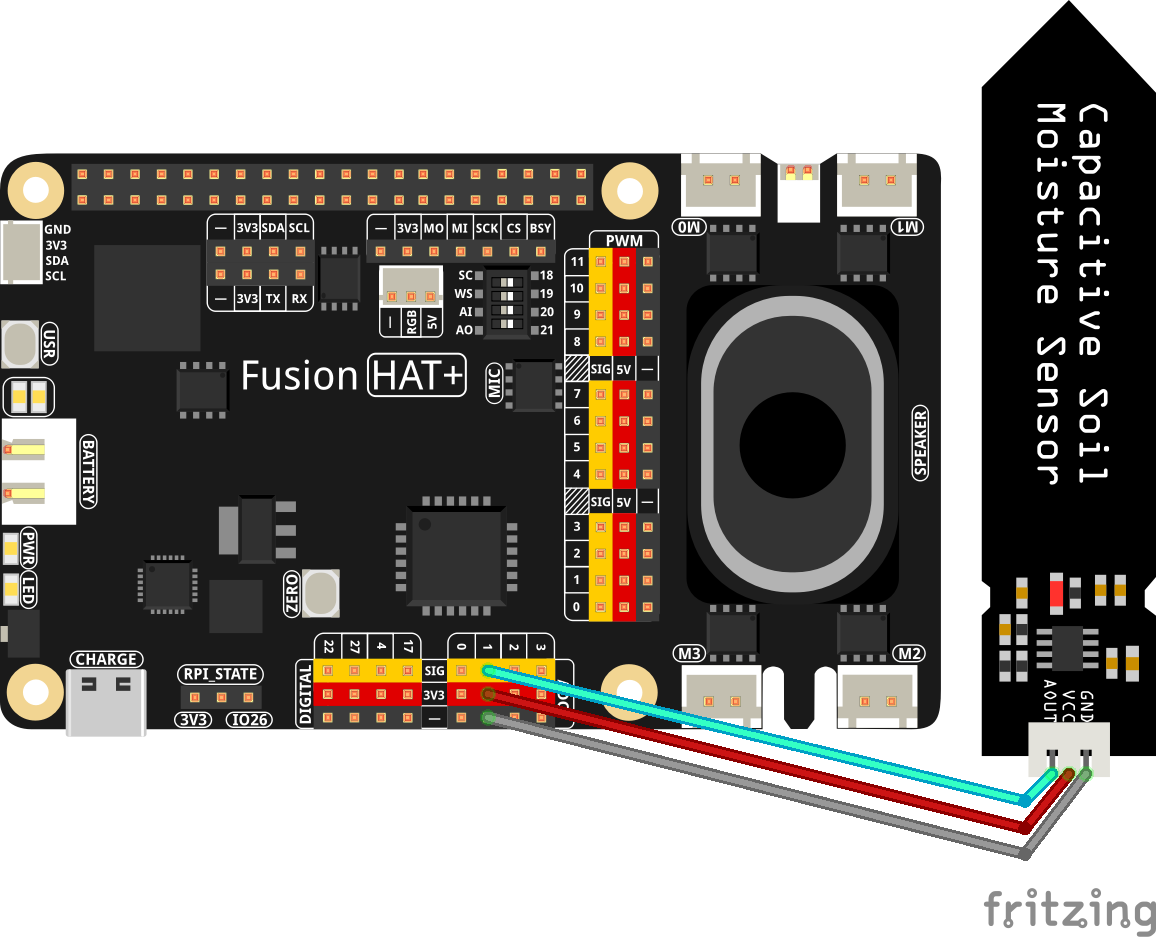 GND
3V3
SDA
SCL
— 3V3 SDA SCL
— 3V3 TX RX
— 3V3 MO MI SCK CS BSY
— RGB 5V
SC 18
WS 19
AI 20
AO 21
PWM
11
10
9
8
SIG 5V —
7
6
5
4
SIG 5V —
3
2
1
0
M0
M1
USR
Fusion HAT+
MIC
BATTERY
SPEAKER
PWR
LED
ZERO
CHARGE
RPI_STATE
3V3 IO26
DIGITAL
22 27 4 17
SIG
3V3
—
0 1 2 3
M3
M2
Capacitive Soil
Moisture Sensor
AOUT
VCC
GND
fritzing